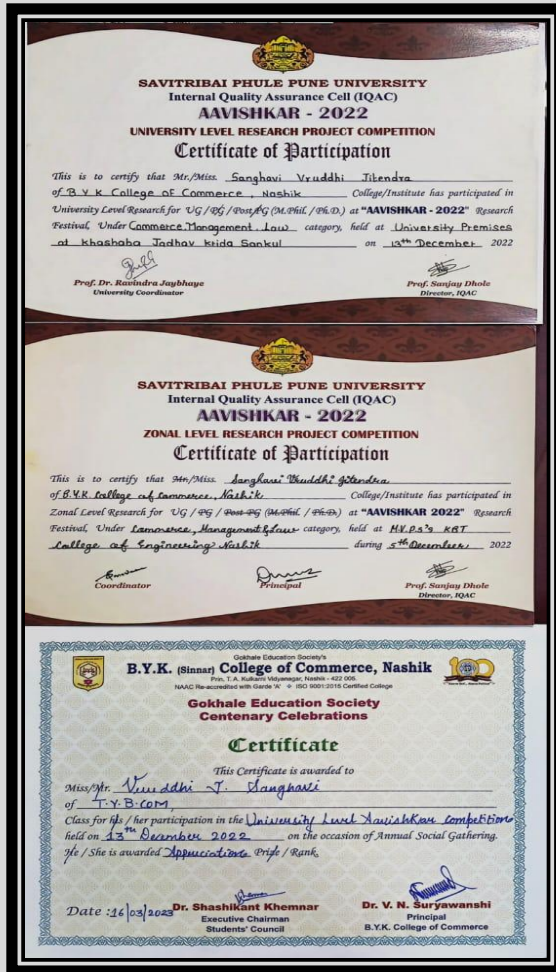 SAVITRIBAI PHULE PUNE UNIVERSITY
Internal Quality Assurance Cell (IQAC)
AAVISHKAR - 2022
UNIVERSITY LEVEL RESEARCH PROJECT COMPETITION
Certificate of Participation
This is to certify that Mr./Miss. Sanghavi Vruddhi Jitendra
of B.Y.K College of Commerce, Nashik College/Institute has participated in
University Level Research for UG / PG / Post PG (M.Phil. / Ph.D.) at "AAVISHKAR - 2022" Research
Festival, Under Commerce, Management, Law category, held at University Premises
at Khashaba Jadhav krida Sankul on 13th December 2022
Prof. Dr. Ravindra Jaybhaye Prof. Sanjay Dhole
University Coordinator Director, IQAC
SAVITRIBAI PHULE PUNE UNIVERSITY
Internal Quality Assurance Cell (IQAC)
AAVISHKAR - 2022
ZONAL LEVEL RESEARCH PROJECT COMPETITION
Certificate of Participation
This is to certify that Mr./Miss. Sanghavi Vruddhi Jitendra
of B.Y.K. College of Commerce, Nashik College/Institute has participated in
Zonal Level Research for UG / PG / Post PG (M.Phil. / Ph.D.) at "AAVISHKAR 2022" Research
Festival, Under Commerce, Management & Law category, held at M.V.P.S's KBT
College of Engineering Nashik during 5th December, 2022
Coordinator Principal Prof. Sanjay Dhole
Director, IQAC
Gokhale Education Society's
B.Y.K. (Sinnar) College of Commerce, Nashik
Prin. T. A. Kulkarni Vidyanagar, Nashik - 422 005.
NAAC Re-accredited with Garde 'A' ISO 9001:2015 Certified College
Gokhale Education Society
Centenary Celebrations
Certificate
This Certificate is awarded to
Miss/Mr. Vruddhi J. Sanghavi
of T.Y.B.COM,
Class for his / her participation in the University Level Aavishkar competitions
held on 13th December 2022 on the occasion of Annual Social Gathering.
He / She is awarded Appreciations Prize / Rank.
Date : 16/03/2023 Dr. Shashikant Khemnar Dr. V. N. Suryawanshi
Executive Chairman Principal
Students' Council B.Y.K. College of Commerce